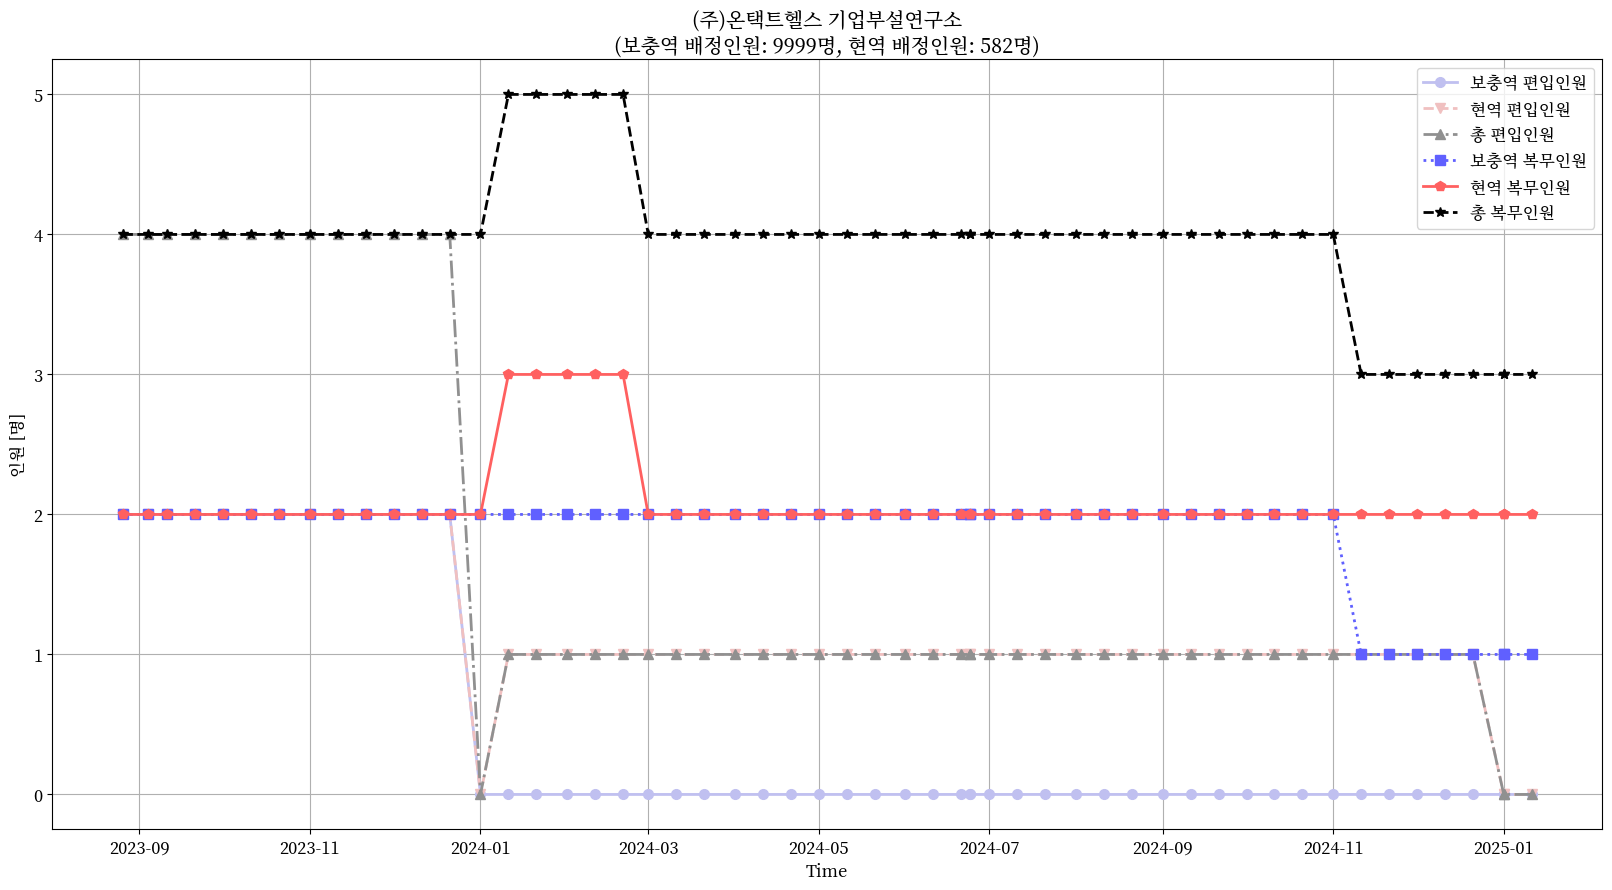 (주)온택트헬스 기업부설연구소
(보충역 배정인원: 9999명, 현역 배정인원: 582명)
보충역 편입인원
현역 편입인원
총 편입인원
보충역 복무인원
현역 복무인원
총 복무인원
인원 [명]
5
4
3
2
1
0
2023-09 2023-11 2024-01 2024-03 2024-05 2024-07 2024-09 2024-11 2025-01
Time